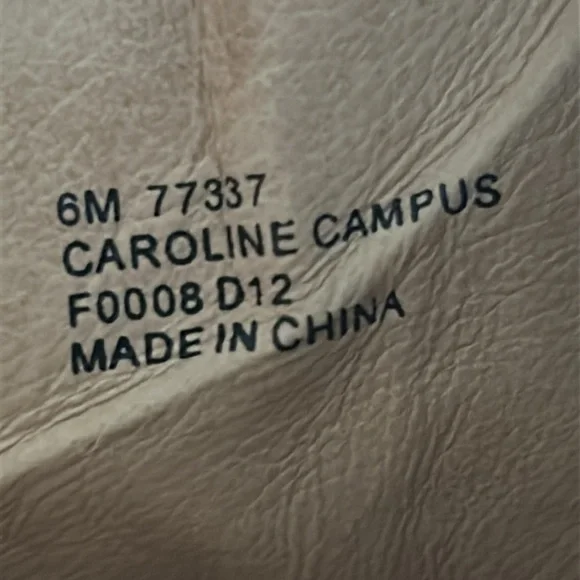 6M 77337
CAROLINE CAMPUS
F0008 D12
MADE IN CHINA